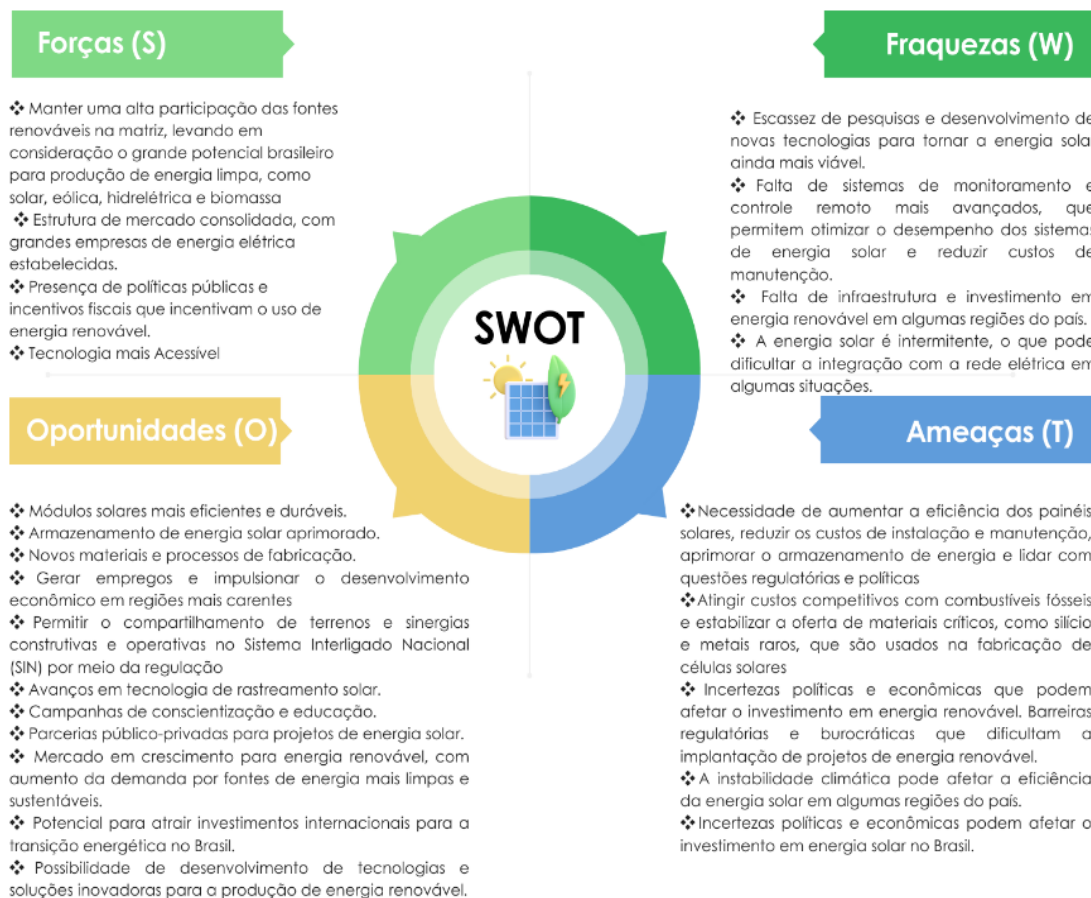 Forças (S)
❖ Manter uma alta participação das fontes
renováveis na matriz, levando em
consideração o grande potencial brasileiro
para produção de energia limpa, como
solar, eólica, hidrelétrica e biomassa
❖ Estrutura de mercado consolidada, com
grandes empresas de energia elétrica
estabelecidas.
❖ Presença de políticas públicas e
incentivos fiscais que incentivam o uso de
energia renovável.
❖ Tecnologia mais Acessível
Fraquezas (W)
❖ Escassez de pesquisas e desenvolvimento de
novas tecnologias para tornar a energia sola
ainda mais viável.
❖ Falta de sistemas de monitoramento e
controle remoto mais avançados, que
permitem otimizar o desempenho dos sistemas
de energia solar e reduzir custos de
manutenção.
❖ Falta de infraestrutura e investimento em
energia renovável em algumas regiões do país.
❖ A energia solar é intermitente, o que pode
dificultar a integração com a rede elétrica em
algumas situações.
SWOT
Oportunidades (O)
❖ Módulos solares mais eficientes e duráveis.
❖ Armazenamento de energia solar aprimorado.
❖ Novos materiais e processos de fabricação.
❖ Gerar empregos e impulsionar o desenvolvimento
econômico em regiões mais carentes
❖ Permitir o compartilhamento de terrenos e sinergias
construtivas e operativas no Sistema Interligado Nacional
(SIN) por meio da regulação
❖ Avanços em tecnologia de rastreamento solar.
❖ Campanhas de conscientização e educação.
❖ Parcerias público-privadas para projetos de energia solar.
❖ Mercado em crescimento para energia renovável, com
aumento da demanda por fontes de energia mais limpas e
sustentáveis.
❖ Potencial para atrair investimentos internacionais para a
transição energética no Brasil.
❖ Possibilidade de desenvolvimento de tecnologias e
soluções inovadoras para a produção de energia renovável.
Ameaças (T)
❖Necessidade de aumentar a eficiência dos painéis
solares, reduzir os custos de instalação e manutenção,
aprimorar o armazenamento de energia e lidar com
questões regulatórias e políticas
❖Atingir custos competitivos com combustíveis fósseis
e estabilizar a oferta de materiais críticos, como silício
e metais raros, que são usados na fabricação de
células solares
❖ Incertezas políticas e econômicas que podem
afetar o investimento em energia renovável. Barreiras
regulatórias e burocráticas que dificultam a
implantação de projetos de energia renovável.
❖A instabilidade climática pode afetar a eficiência
da energia solar em algumas regiões do país.
❖Incertezas políticas e econômicas podem afetar o
investimento em energia solar no Brasil.